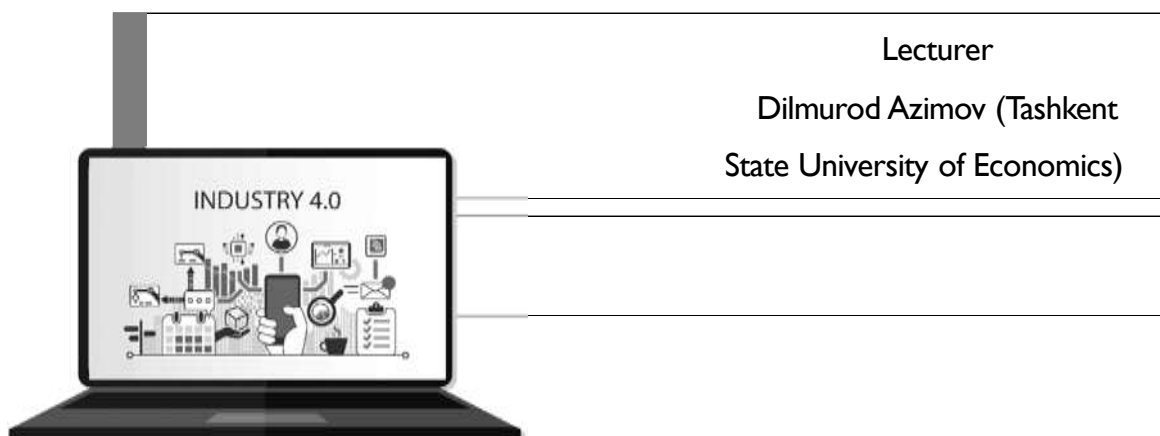 Lecturer
Dilmurod Azimov (Tashkent
State University of Economics)
INDUSTRY 4.0